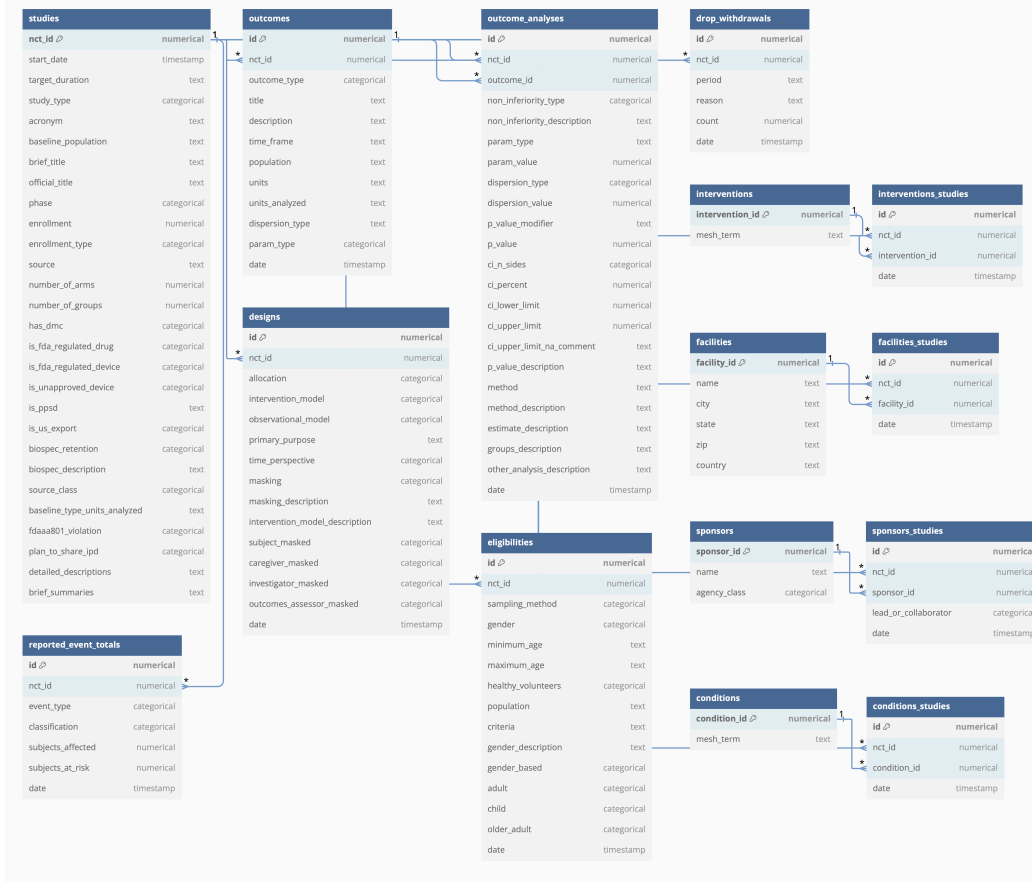 studies
nct_id numerical
start_date timestamp
target_duration text
study_type categorical
acronym text
baseline_population text
brief_title text
official_title text
phase categorical
enrollment numerical
enrollment_type categorical
source text
number_of_arms numerical
number_of_groups numerical
has_dmc categorical
is_fda_regulated_drug categorical
is_fda_regulated_device categorical
is_unapproved_device categorical
is_ppsd text
is_us_export categorical
biospec_retention categorical
biospec_description text
source_class categorical
baseline_type_units_analyzed text
fdaaa801_violation categorical
plan_to_share_ipd categorical
detailed_descriptions text
brief_summaries text
1
reported_event_totals
id numerical
nct_id numerical *
event_type categorical
classification categorical
subjects_affected numerical
subjects_at_risk numerical
date timestamp
outcomes
id numerical 1
* nct_id numerical
outcome_type categorical
title text
description text
time_frame text
population text
units text
units_analyzed text
dispersion_type text
param_type categorical
date timestamp
designs
id numerical
* nct_id numerical
allocation categorical
intervention_model categorical
observational_model categorical
primary_purpose text
time_perspective categorical
masking categorical
masking_description text
intervention_model_description text
subject_masked categorical
caregiver_masked categorical
investigator_masked categorical
outcomes_assessor_masked categorical
date timestamp
outcome_analyses
id numerical
* nct_id numerical
* outcome_id numerical
non_inferiority_type categorical
non_inferiority_description text
param_type text
param_value numerical
dispersion_type categorical
dispersion_value numerical
p_value_modifier text
p_value numerical
ci_n_sides categorical
ci_percent numerical
ci_lower_limit numerical
ci_upper_limit numerical
ci_upper_limit_na_comment text
p_value_description text
method text
method_description text
estimate_description text
groups_description text
other_analysis_description text
date timestamp
eligibilities
id numerical
* nct_id numerical
sampling_method categorical
gender categorical
minimum_age text
maximum_age text
healthy_volunteers categorical
population text
criteria text
gender_description text
gender_based categorical
adult categorical
child categorical
older_adult categorical
date timestamp
drop_withdrawals
id numerical
* nct_id numerical
period text
reason text
count numerical
date timestamp
interventions
intervention_id numerical 1
mesh_term text
interventions_studies
id numerical
* nct_id numerical
* intervention_id numerical
date timestamp
facilities
facility_id numerical 1
name text
city text
state text
zip text
country text
facilities_studies
id numerical
* nct_id numerical
* facility_id numerical
date timestamp
sponsors
sponsor_id numerical 1
name text
agency_class categorical
sponsors_studies
id numerica
* nct_id numerica
* sponsor_id numerica
lead_or_collaborator categorica
date timestamp
conditions
condition_id numerical 1
mesh_term text
conditions_studies
id numerical
* nct_id numerical
* condition_id numerical
date timestamp